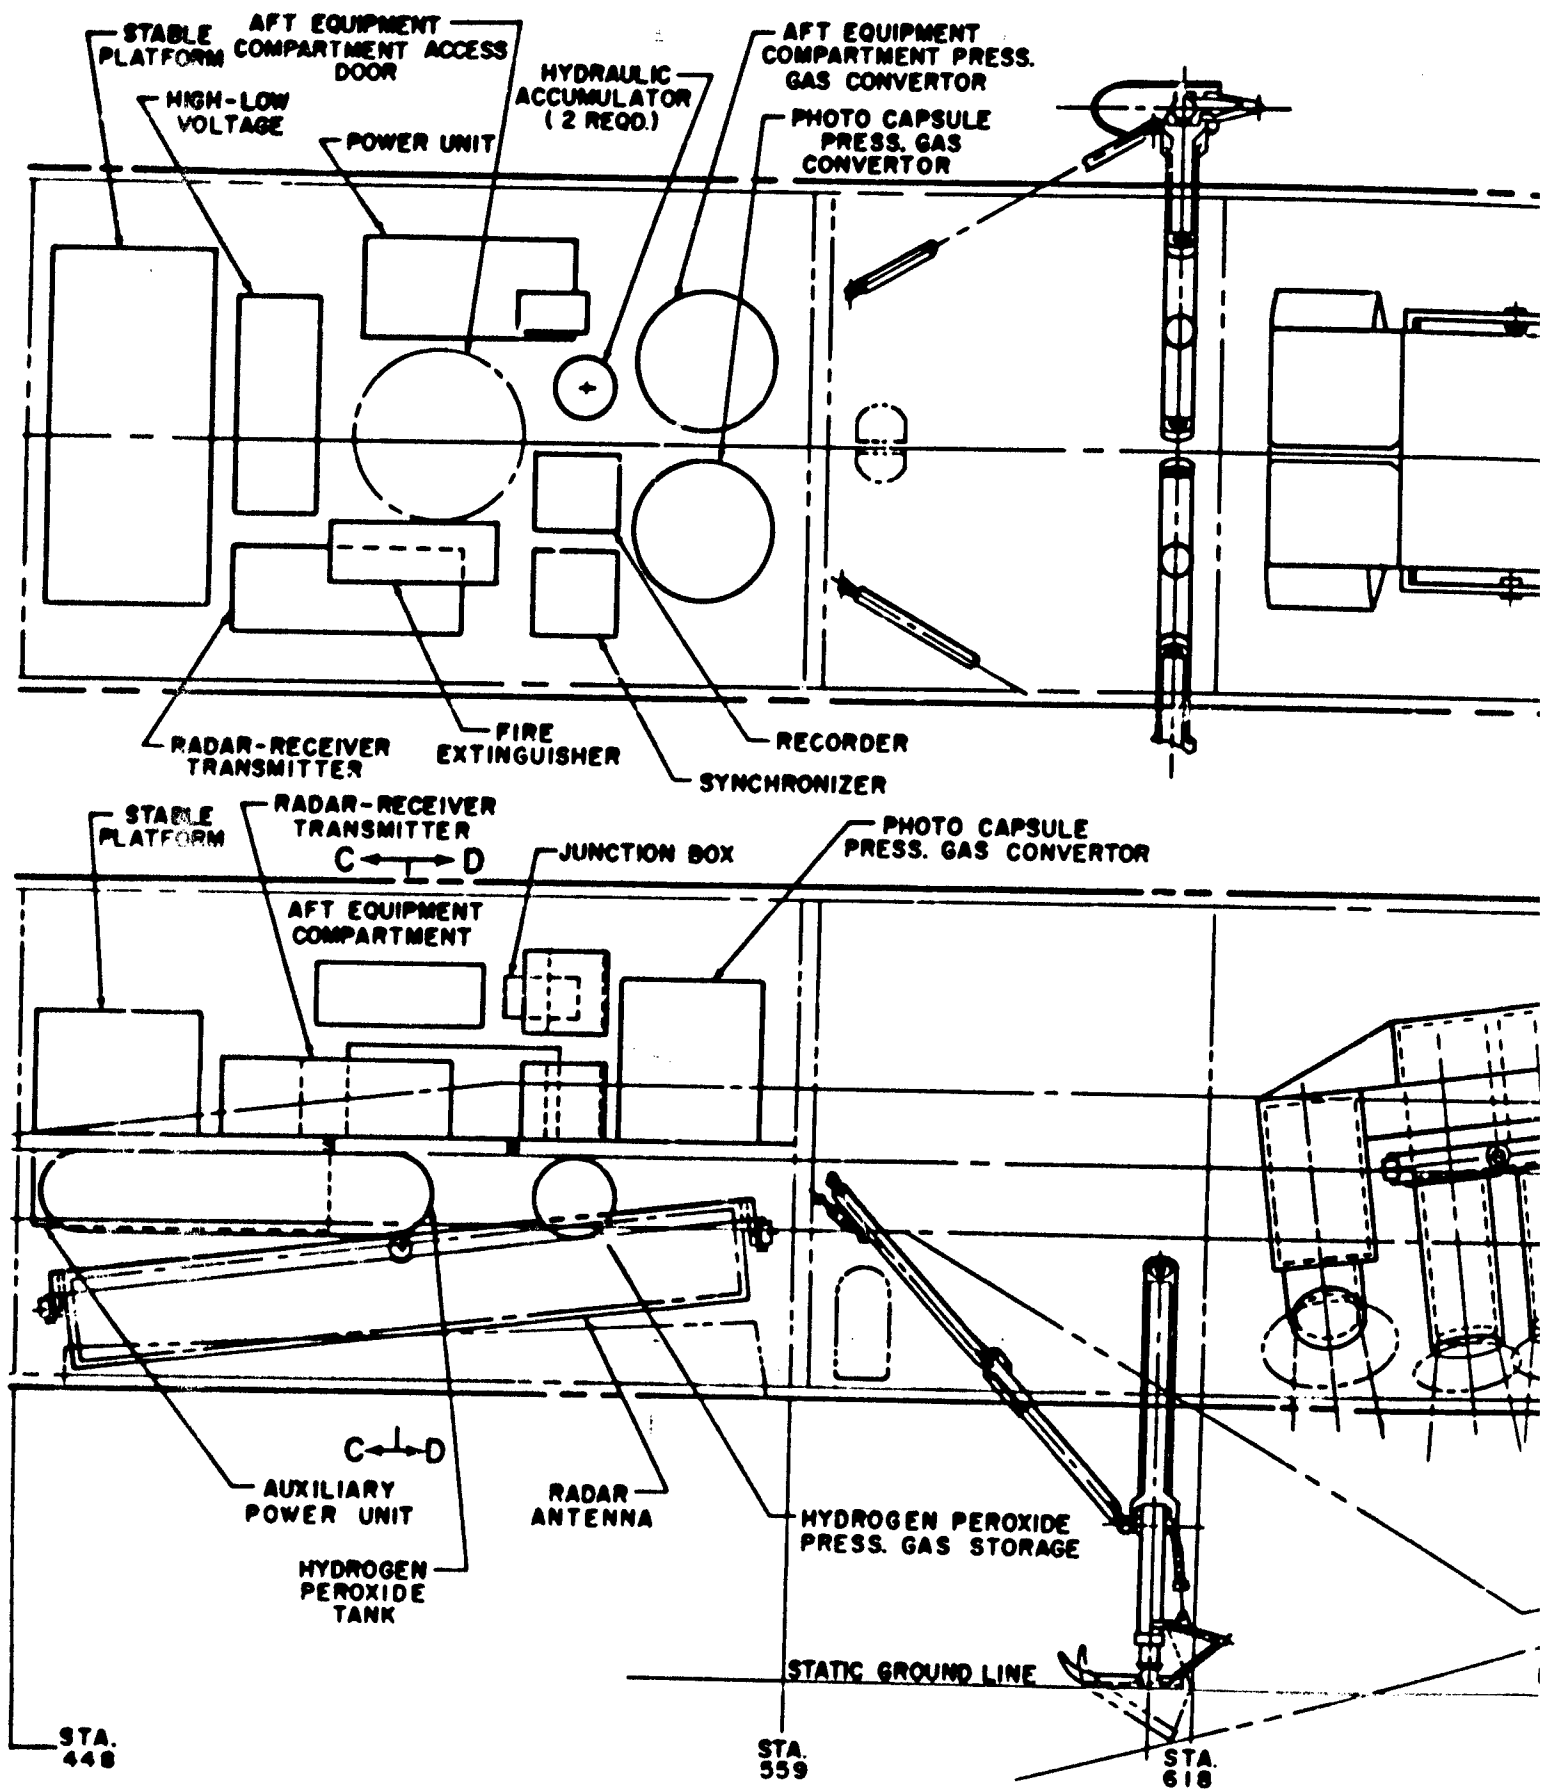 STABLE
PLATFORM
AFT EQUIPMENT
COMPARTMENT ACCESS
DOOR
HIGH-LOW
VOLTAGE
POWER UNIT
HYDRAULIC
ACCUMULATOR
(2 REQD.)
AFT EQUIPMENT
COMPARTMENT PRESS.
GAS CONVERTOR
PHOTO CAPSULE
PRESS. GAS
CONVERTOR
RADAR-RECEIVER
TRANSMITTER
FIRE
EXTINGUISHER
RECORDER
SYNCHRONIZER
STABLE
PLATFORM
RADAR-RECEIVER
TRANSMITTER
C D
JUNCTION BOX
PHOTO CAPSULE
PRESS. GAS CONVERTOR
AFT EQUIPMENT
COMPARTMENT
C D
AUXILIARY
POWER UNIT
RADAR
ANTENNA
HYDROGEN PEROXIDE
PRESS. GAS STORAGE
HYDROGEN
PEROXIDE
TANK
STATIC GROUND LINE
STA.
448
STA.
559
STA.
618